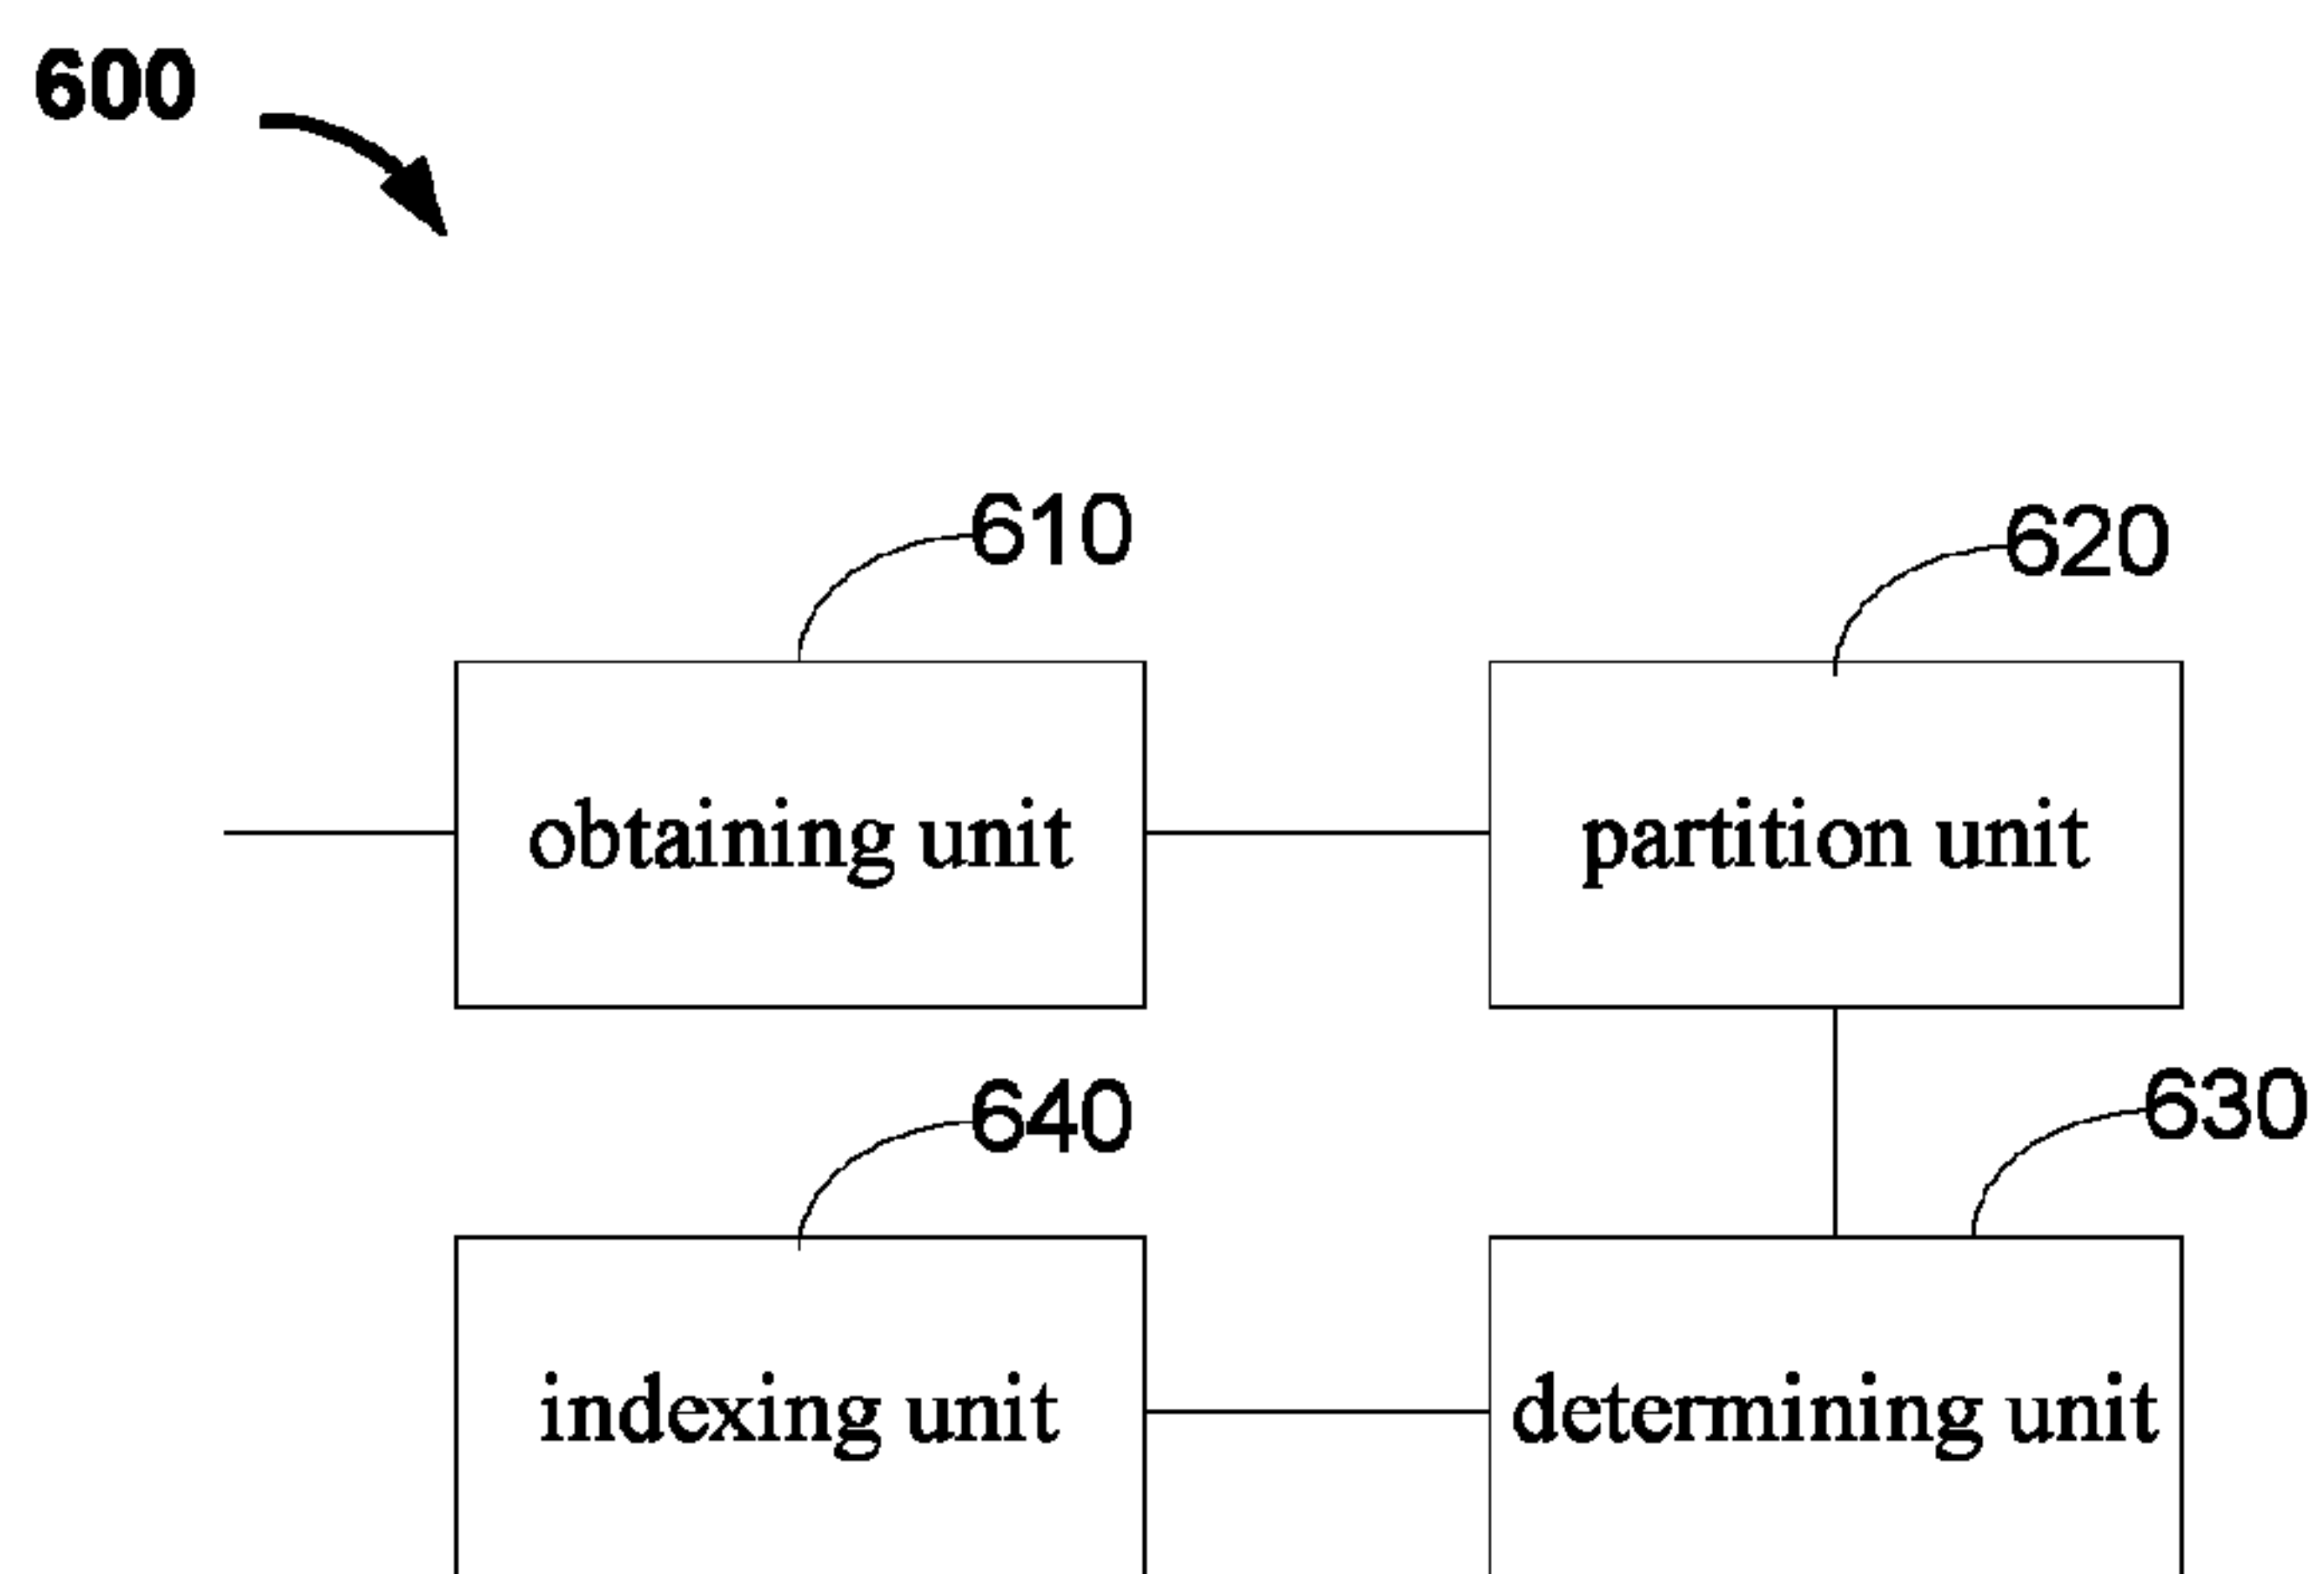 600
610
620
obtaining unit
partition unit
640
630
indexing unit
determining unit